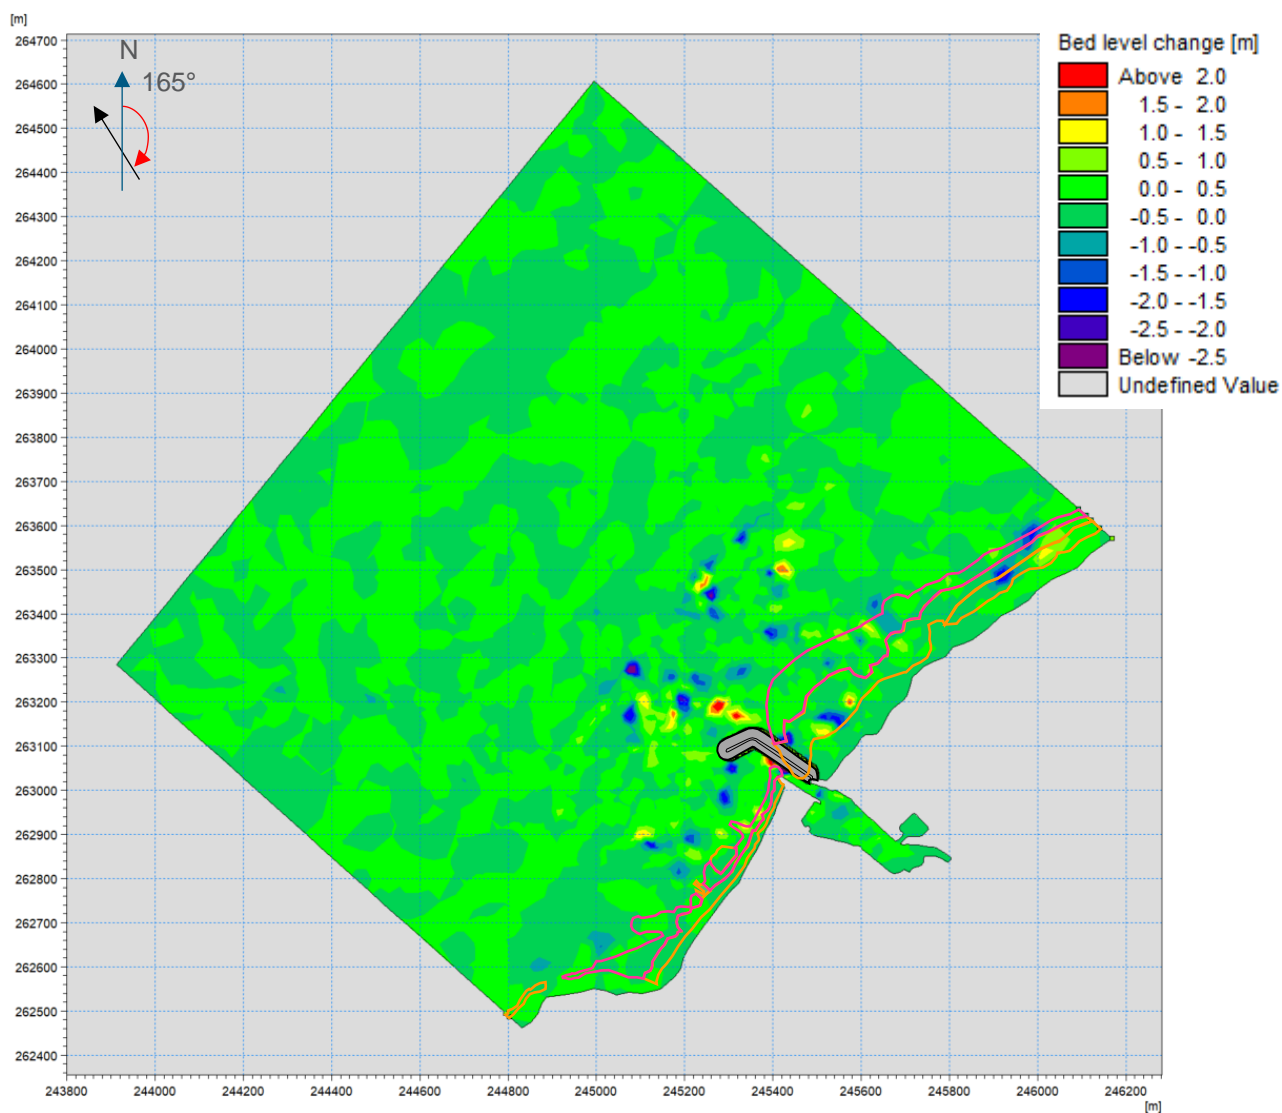 [m]
264700
264600
264500
264400
264300
264200
264100
264000
263900
263800
263700
263600
263500
263400
263300
263200
263100
263000
262900
262800
262700
262600
262500
262400
N
165°
Bed level change [m]
Above 2.0
1.5 - 2.0
1.0 - 1.5
0.5 - 1.0
0.0 - 0.5
-0.5 - 0.0
-1.0 - -0.5
-1.5 - -1.0
-2.0 - -1.5
-2.5 - -2.0
Below -2.5
Undefined Value
243800 244000 244200 244400 244600 244800 245000 245200 245400 245600 245800 246000 246200
[m]